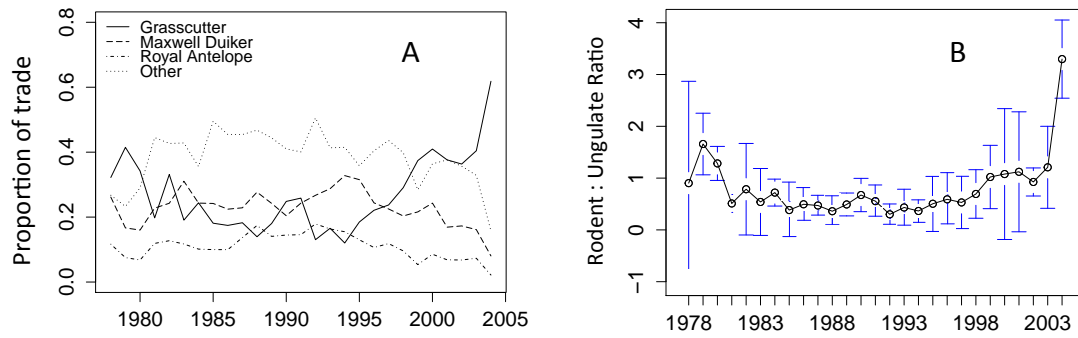 Proportion of trade
0.0
0.2
0.4
0.6
0.8
Grasscutter
Maxwell Duiker
Royal Antelope
Other
A
1980
1985
1990
1995
2000
2005
Rodent : Ungulate Ratio
−1
0
1
2
3
4
B
1978
1983
1988
1993
1998
2003